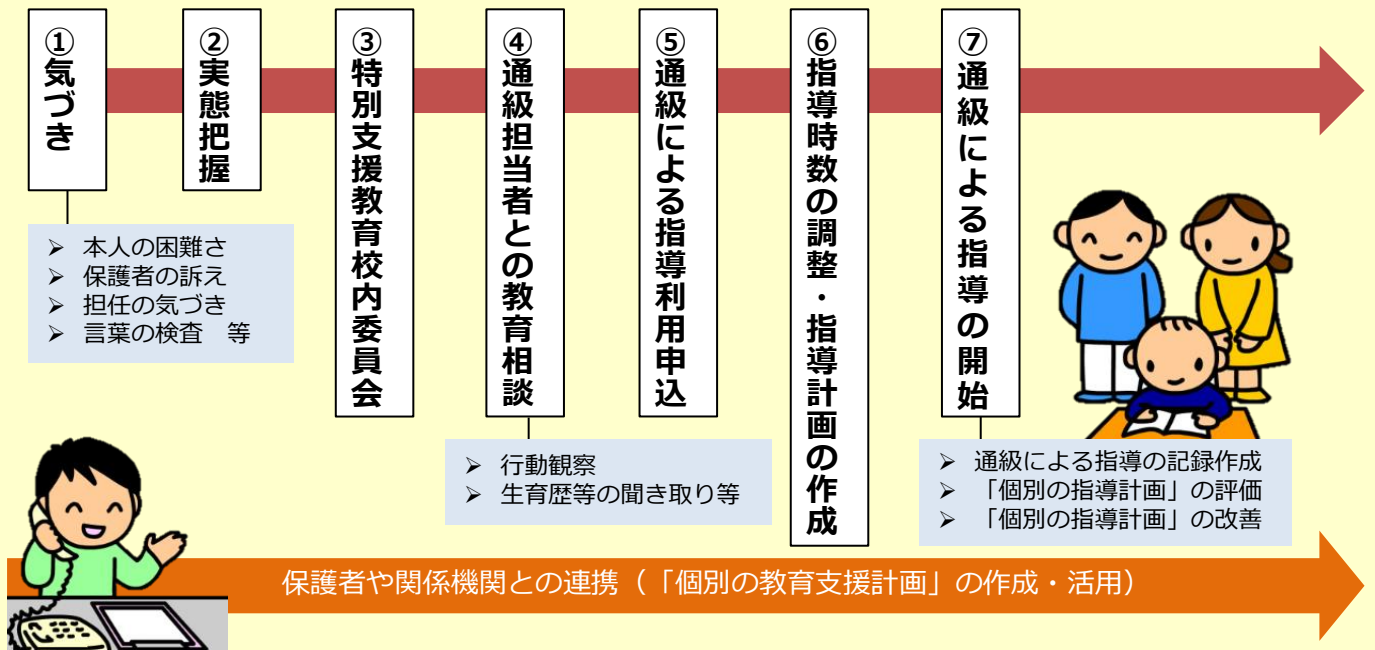 ①気づき
②実態把握
③特別支援教育校内委員会
④通級担当者との教育相談
⑤通級による指導利用申込
⑥指導時数の調整・指導計画の作成
⑦通級による指導の開始
➢ 本人の困難さ
➢ 保護者の訴え
➢ 担任の気づき
➢ 言葉の検査　等
➢ 行動観察
➢ 生育歴等の聞き取り等
➢ 通級による指導の記録作成
➢ 「個別の指導計画」の評価
➢ 「個別の指導計画」の改善
保護者や関係機関との連携（「個別の教育支援計画」の作成・活用）